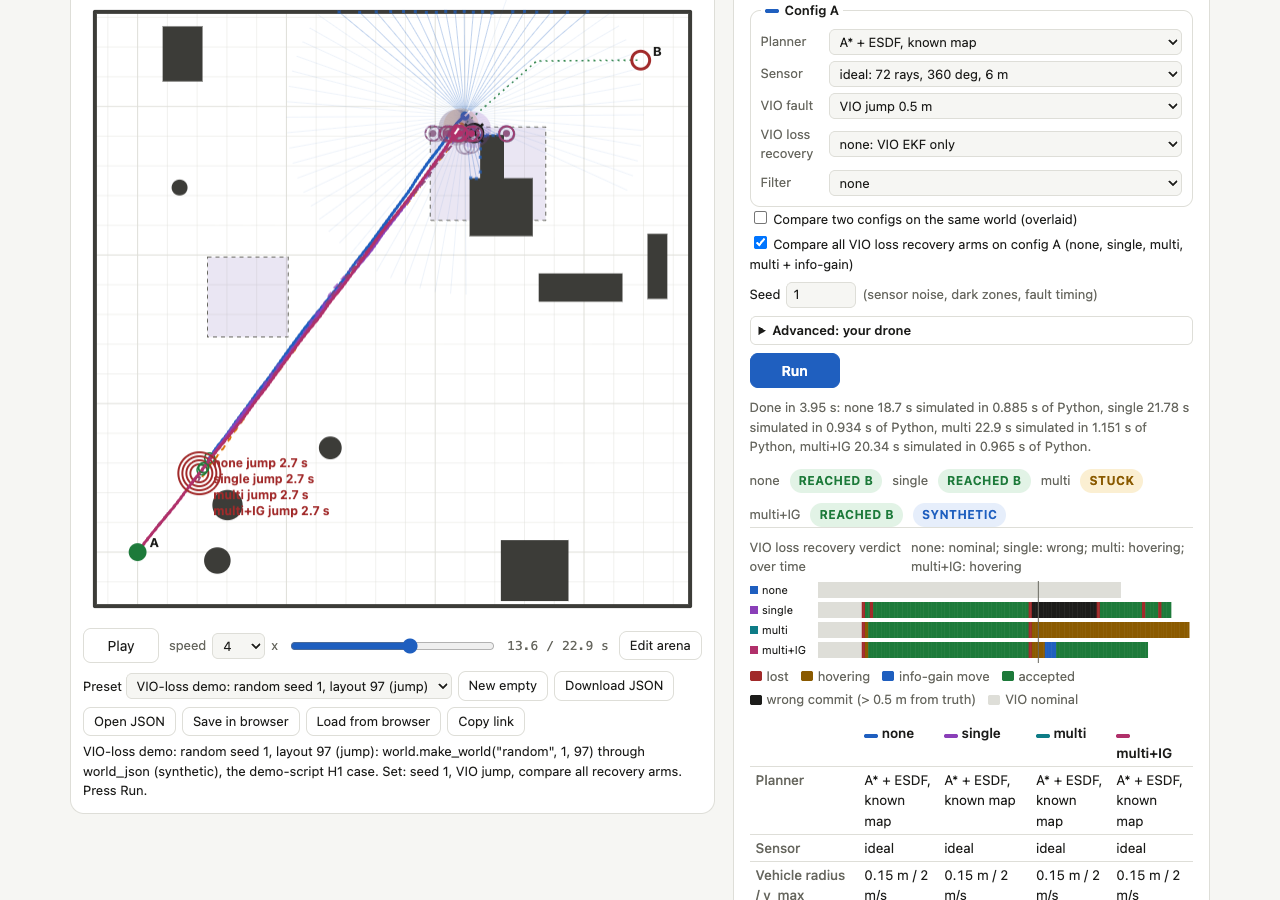 B
none jump 2.7 s
single jump 2.7 s
multi jump 2.7 s
multi+IG jump 2.7 s
A
Play
speed
4
x
13.6 / 22.9 s
Edit arena
Preset
VIO-loss demo: random seed 1, layout 97 (jump)
New empty
Download JSON
Open JSON
Save in browser
Load from browser
Copy link
VIO-loss demo: random seed 1, layout 97 (jump): world.make_world("random", 1, 97) through
world_json (synthetic), the demo-script H1 case. Set: seed 1, VIO jump, compare all recovery arms.
Press Run.
Config A
Planner
A* + ESDF, known map
Sensor
ideal: 72 rays, 360 deg, 6 m
VIO fault
VIO jump 0.5 m
VIO loss
recovery
none: VIO EKF only
Filter
none
Compare two configs on the same world (overlaid)
Compare all VIO loss recovery arms on config A (none, single, multi,
multi + info-gain)
Seed
1
(sensor noise, dark zones, fault timing)
▶ Advanced: your drone
Run
Done in 3.95 s: none 18.7 s simulated in 0.885 s of Python, single 21.78 s
simulated in 0.934 s of Python, multi 22.9 s simulated in 1.151 s of
Python, multi+IG 20.34 s simulated in 0.965 s of Python.
none REACHED B single REACHED B multi STUCK
multi+IG REACHED B SYNTHETIC
VIO loss recovery verdict
over time
none: nominal; single: wrong; multi: hovering;
multi+IG: hovering
none
single
multi
multi+IG
lost hovering info-gain move accepted
wrong commit (> 0.5 m from truth) VIO nominal
none single multi
multi+IG
Planner
A* + ESDF,
known
map
A* + ESDF,
known map
A* + ESDF,
known
map
A* + ESDF,
known
map
Sensor ideal ideal ideal ideal
Vehicle radius
/ v_max
0.15 m / 2
m/s
0.15 m / 2
m/s
0.15 m / 2
m/s
0.15 m / 2
m/s